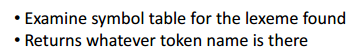 • Examine symbol table for the lexeme found
• Returns whatever token name is there